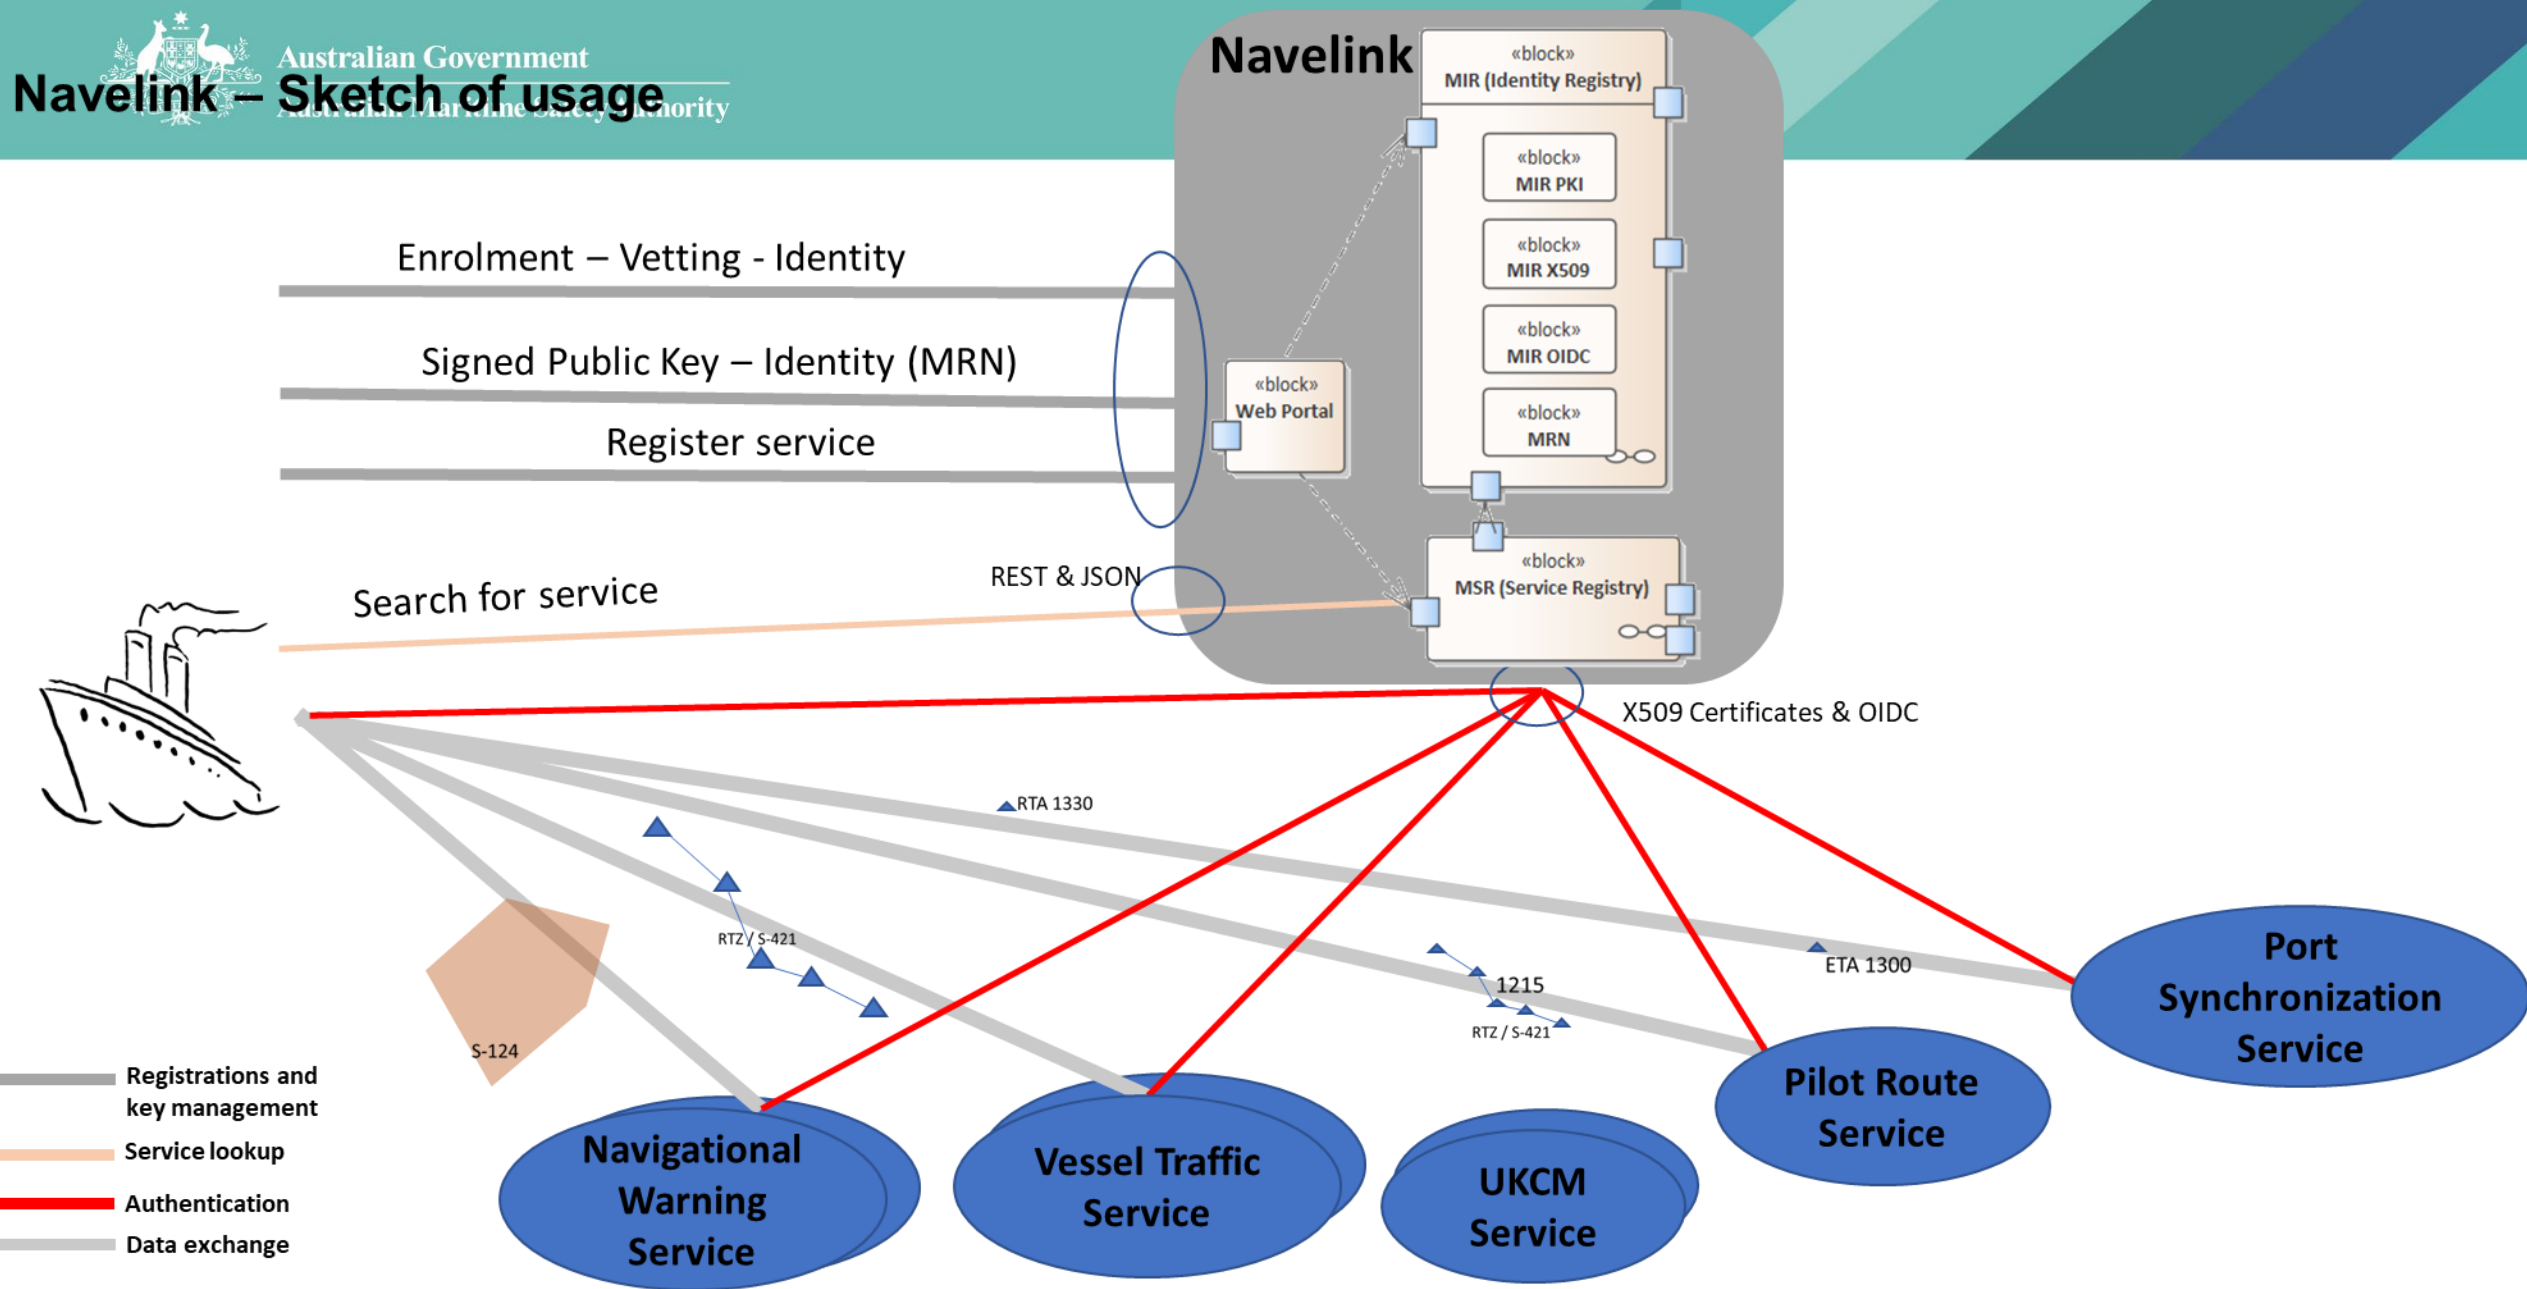 Australian Government
Australian Maritime Safety Authority
Navelink – Sketch of usage
Navelink
«block»
MIR (Identity Registry)
«block»
MIR PKI
«block»
MIR X509
«block»
MIR OIDC
«block»
MRN
«block»
Web Portal
«block»
MSR (Service Registry)
Enrolment – Vetting - Identity
Signed Public Key – Identity (MRN)
Register service
Search for service
REST & JSON
X509 Certificates & OIDC
RTA 1330
RTZ / S-421
1215
RTZ / S-421
ETA 1300
S-124
Registrations and
key management
Service lookup
Authentication
Data exchange
Navigational
Warning
Service
Vessel Traffic
Service
UKCM
Service
Pilot Route
Service
Port
Synchronization
Service